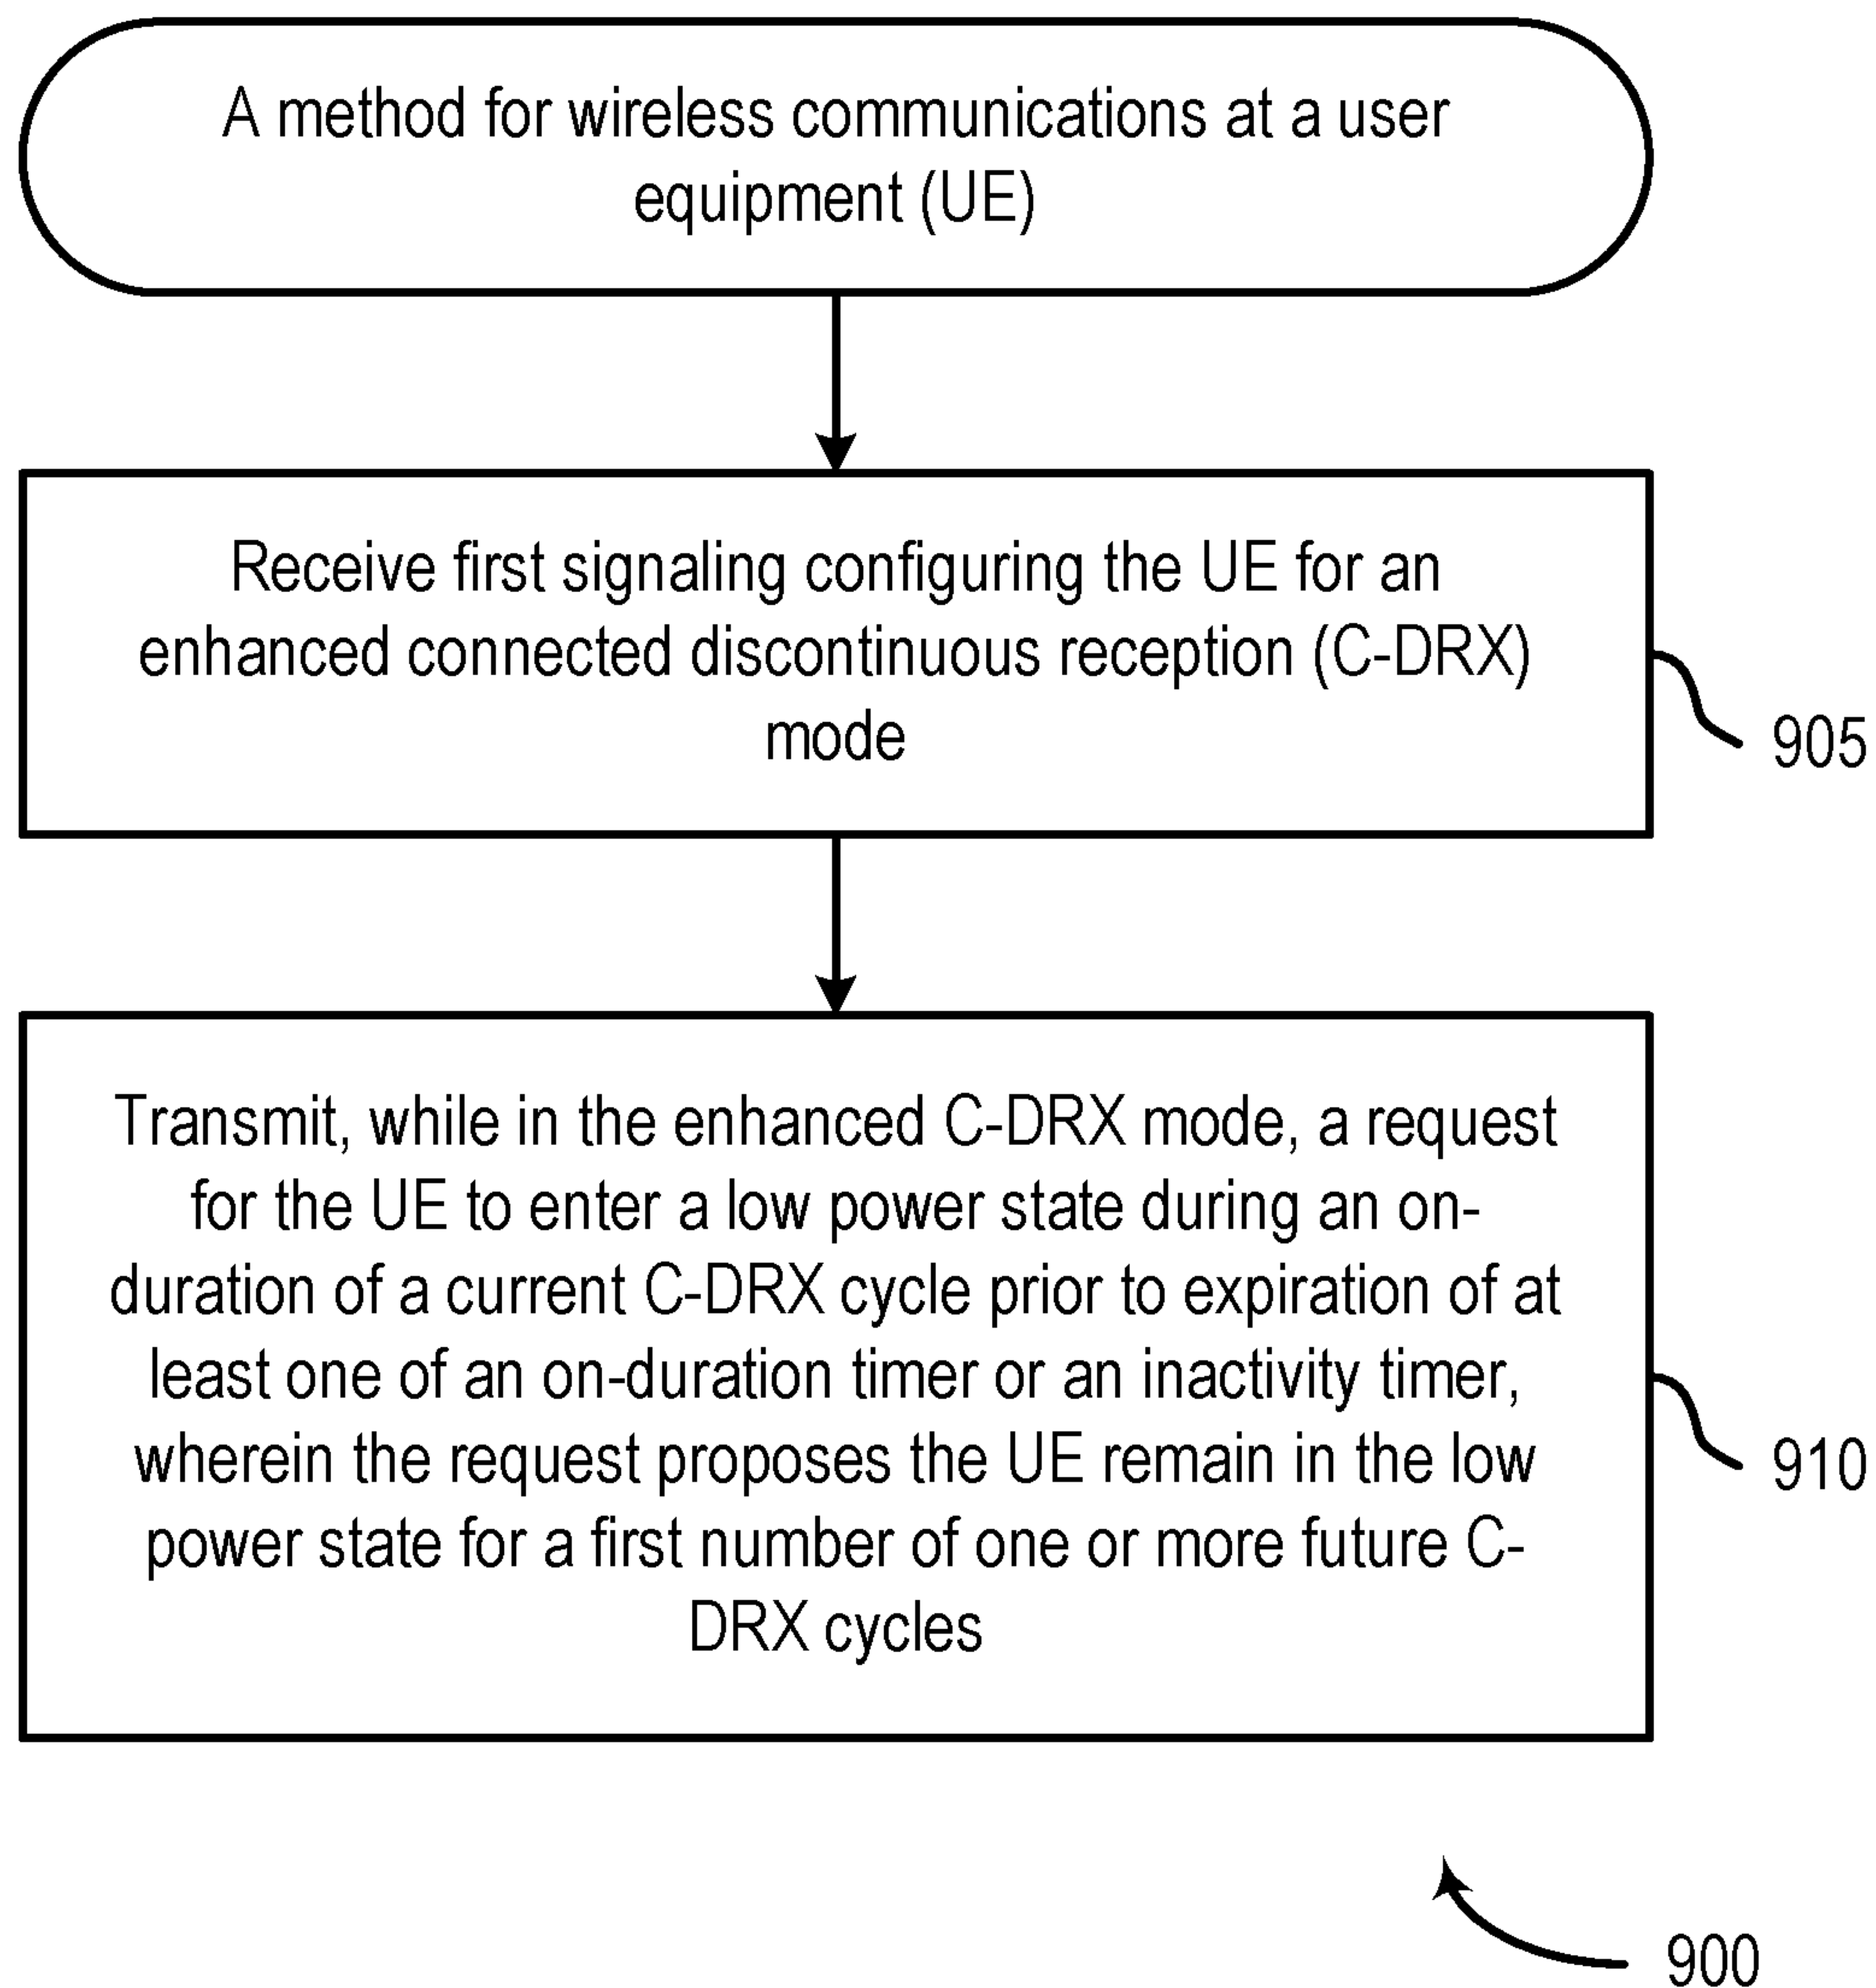 A method for wireless communications at a user
equipment (UE)
Receive first signaling configuring the UE for an
enhanced connected discontinuous reception (C-DRX)
mode
905
Transmit, while in the enhanced C-DRX mode, a request
for the UE to enter a low power state during an on-
duration of a current C-DRX cycle prior to expiration of at
least one of an on-duration timer or an inactivity timer,
wherein the request proposes the UE remain in the low
power state for a first number of one or more future C-
DRX cycles
910
900